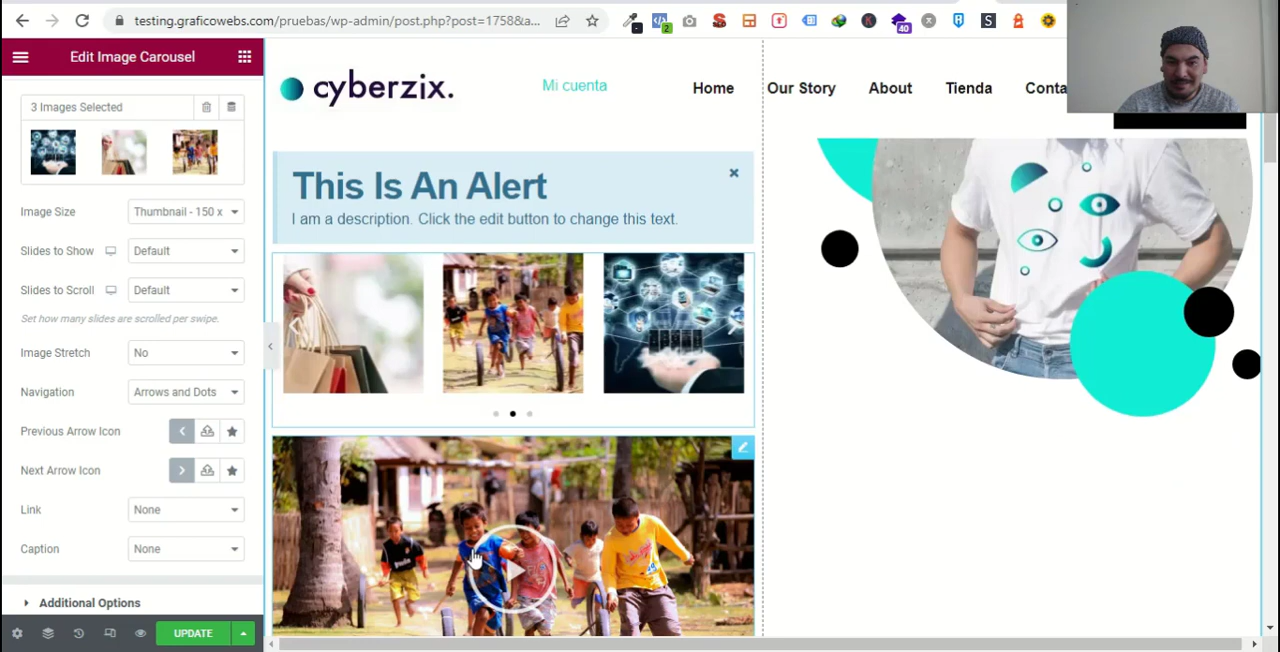 testing.graficowebs.com/pruebas/wp-admin/post.php?post=1758&a...
2
40
S
Edit Image Carousel
3 Images Selected
Image Size
Thumbnail - 150 x
Slides to Show
Default
Slides to Scroll
Default
Set how many slides are scrolled per swipe.
Image Stretch
No
Navigation
Arrows and Dots
Previous Arrow Icon
Next Arrow Icon
Link
None
Caption
None
Additional Options
UPDATE
cyberzix.
Mi cuenta
Home
Our Story
About
Tienda
Conta
This Is An Alert
I am a description. Click the edit button to change this text.